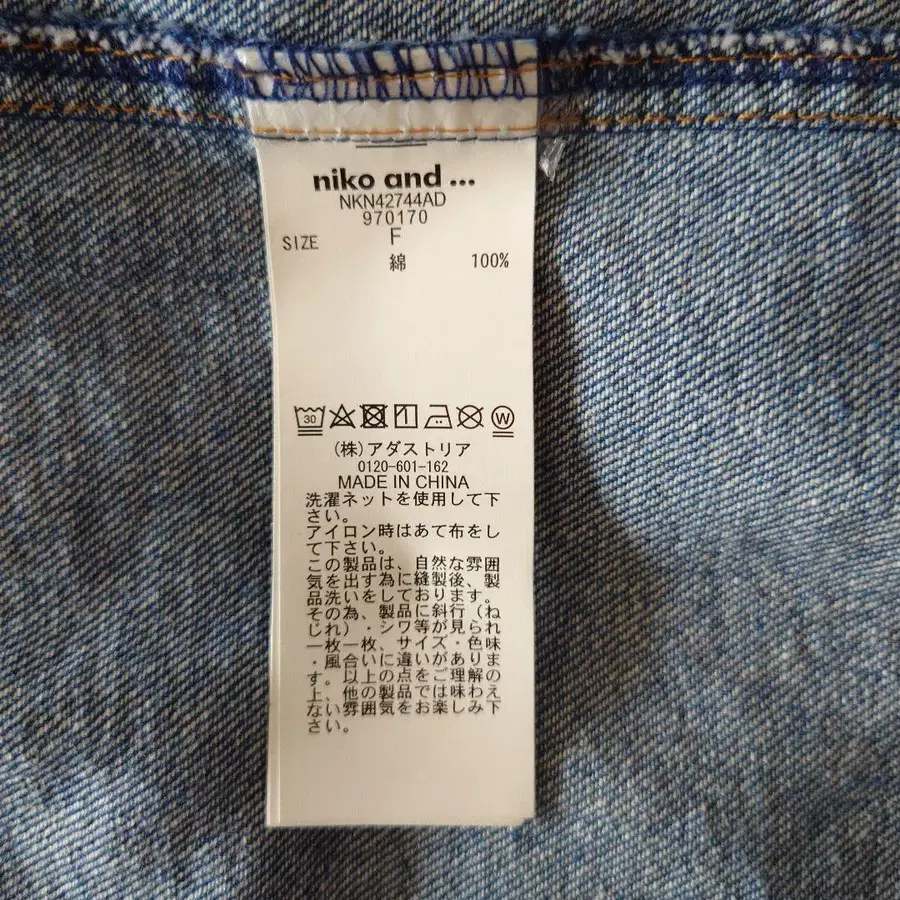 niko and ...
NKN42744AD
970170
SIZE F
綿 100%
30 W
(株)アダストリア
0120-601-162
MADE IN CHINA
洗濯ネットを使用して下
さい。
アイロン時はあて布をし
て下さい。
この製品は、自然な雰囲
気を出す為に縫製後、製
品洗いをしております。
その為、製品に斜行(ね
じれ)・シワ等が見られ
一枚一枚、サイズ・色味
・風合いに違いがありま
す。以上の点をご理解の
上、他の製品では味わえ
ない雰囲気をお楽しみ下
さい。